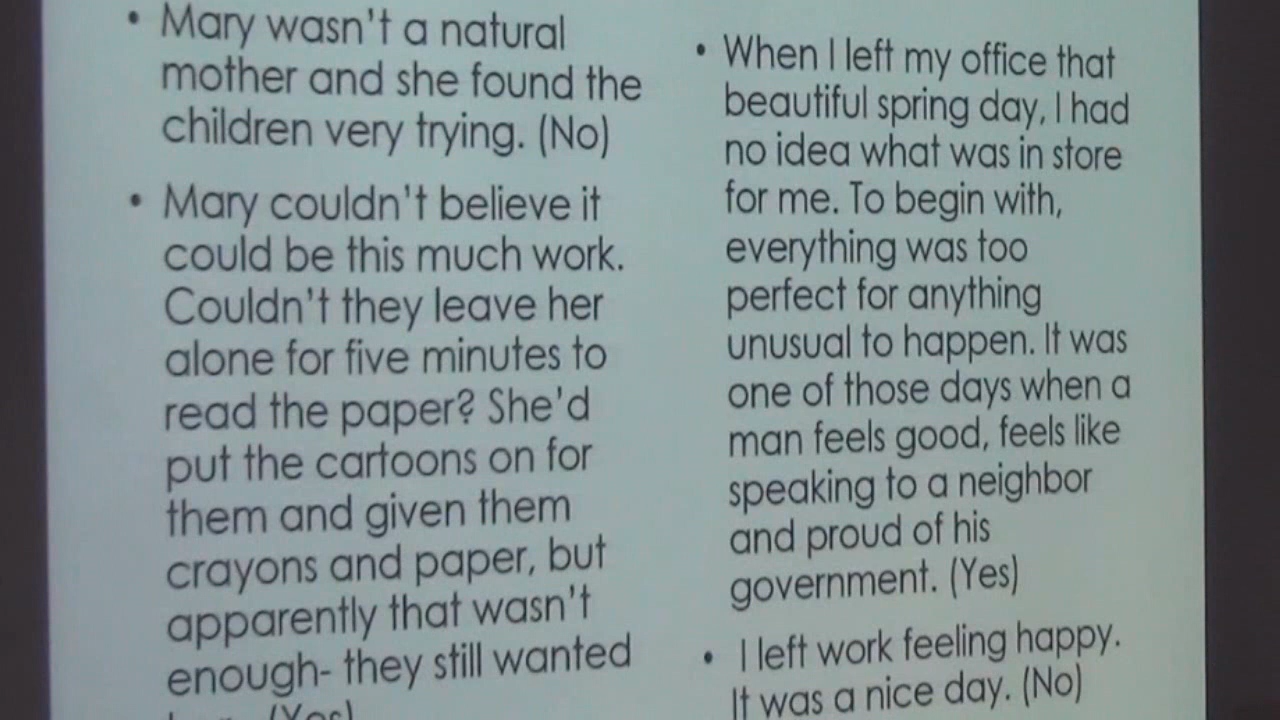 • Mary wasn't a natural
mother and she found the
children very trying. (No)
• Mary couldn't believe it
could be this much work.
Couldn't they leave her
alone for five minutes to
read the paper? She'd
put the cartoons on for
them and given them
crayons and paper, but
apparently that wasn't
enough- they still wanted
(Yes)
• When I left my office that
beautiful spring day, I had
no idea what was in store
for me. To begin with,
everything was too
perfect for anything
unusual to happen. It was
one of those days when a
man feels good, feels like
speaking to a neighbor
and proud of his
government. (Yes)
• I left work feeling happy.
It was a nice day. (No)